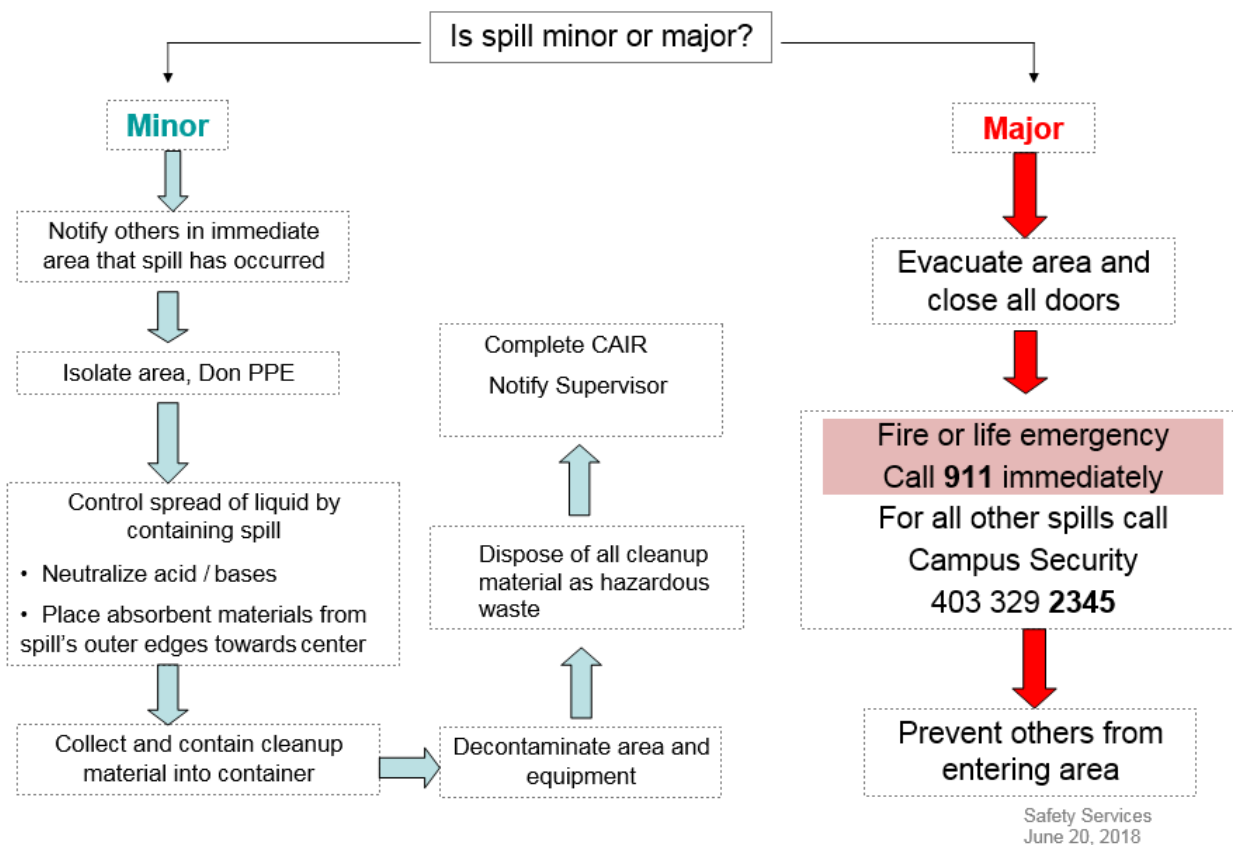 Is spill minor or major?
Minor
Notify others in immediate
area that spill has occurred
Isolate area, Don PPE
Control spread of liquid by
containing spill
• Neutralize acid / bases
• Place absorbent materials from
spill's outer edges towards center
Collect and contain cleanup
material into container
Decontaminate area and
equipment
Dispose of all cleanup
material as hazardous
waste
Complete CAIR
Notify Supervisor
Major
Evacuate area and
close all doors
Fire or life emergency
Call 911 immediately
For all other spills call
Campus Security
403 329 2345
Prevent others from
entering area
Safety Services
June 20, 2018